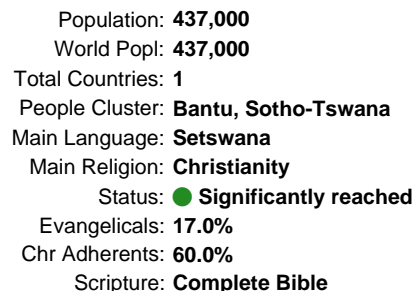 Population: 437,000
World Popl: 437,000
Total Countries: 1
People Cluster: Bantu, Sotho-Tswana
Main Language: Setswana
Main Religion: Christianity
Status: Significantly reached
Evangelicals: 17.0%
Chr Adherents: 60.0%
Scripture: Complete Bible